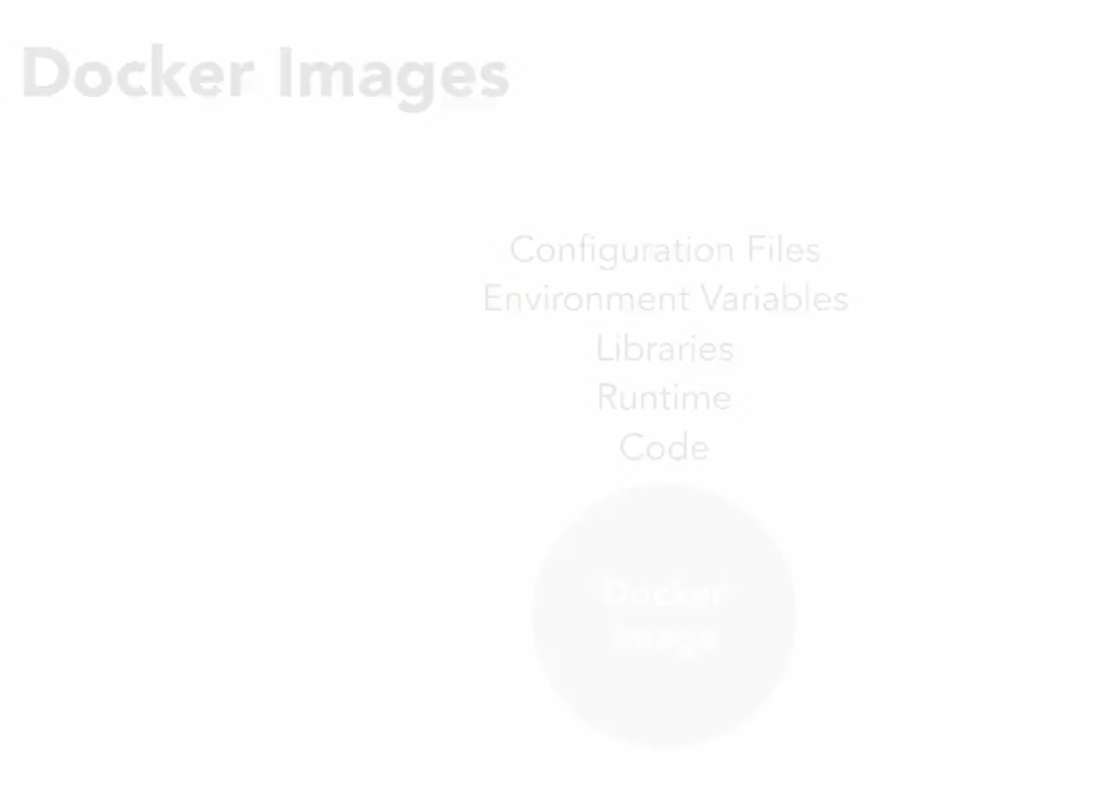 Docker Images
Configuration Files
Environment Variables
Libraries
Runtime
Code
Docker
Image